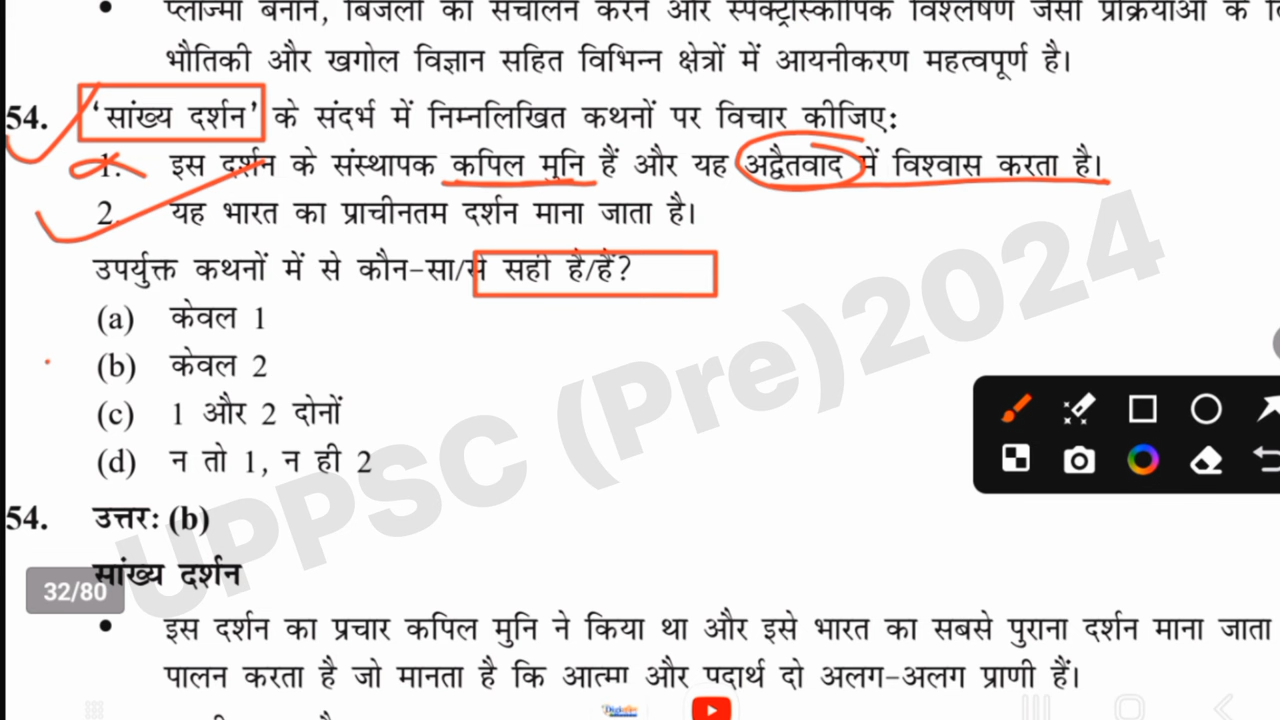 प्लाज्मा बनाने, बिजली का संचालन करने और स्पेक्ट्रोस्कोपिक विश्लेषण जैसी प्रक्रियाओं के
भौतिकी और खगोल विज्ञान सहित विभिन्न क्षेत्रों में आयनीकरण महत्वपूर्ण है।
54. ‘सांख्य दर्शन’ के संदर्भ में निम्नलिखित कथनों पर विचार कीजिए:
1. इस दर्शन के संस्थापक कपिल मुनि हैं और यह अद्वैतवाद में विश्वास करता है।
2. यह भारत का प्राचीनतम दर्शन माना जाता है।
उपर्युक्त कथनों में से कौन-सा/से सही है/हैं?
(a) केवल 1
(b) केवल 2
(c) 1 और 2 दोनों
(d) न तो 1, न ही 2
UPPSC (Pre) 2024
54. उत्तर: (b)
सांख्य दर्शन
32/80
इस दर्शन का प्रचार कपिल मुनि ने किया था और इसे भारत का सबसे पुराना दर्शन माना जाता
पालन करता है जो मानता है कि आत्मा और पदार्थ दो अलग-अलग प्राणी हैं।